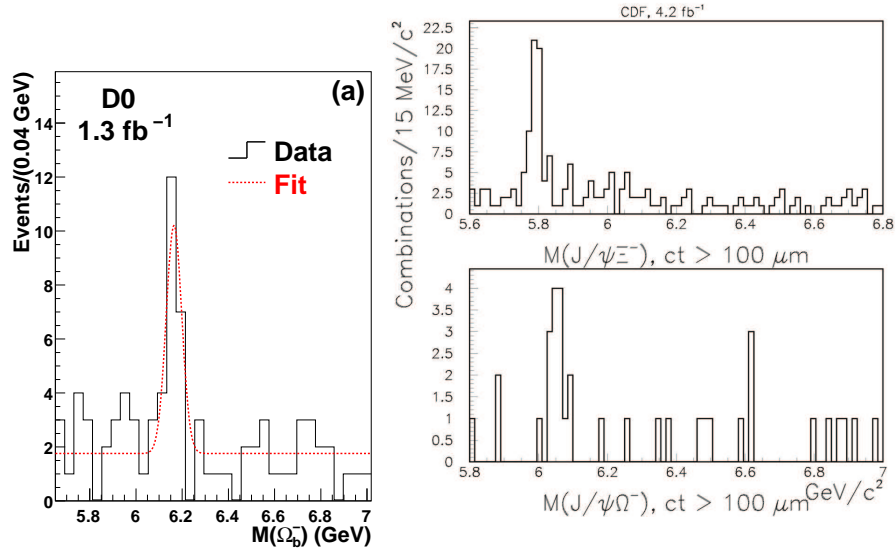 D0
1.3 fb⁻¹
(a)
Data
Fit
Events/(0.04 GeV)
14
12
10
8
6
4
2
0
5.8 6 6.2 6.4 6.6 6.8 7
M(Ω_b⁻) (GeV)
CDF, 4.2 fb⁻¹
Combinations/15 MeV/c²
22.5
20
17.5
15
12.5
10
7.5
5
2.5
0
5.6 5.8 6 6.2 6.4 6.6 6.8
M(J/ψΞ⁻), ct > 100 μm
4
3.5
3
2.5
2
1.5
1
0.5
0
5.8 6 6.2 6.4 6.6 6.8 7
GeV/c²
M(J/ψΩ⁻), ct > 100 μm